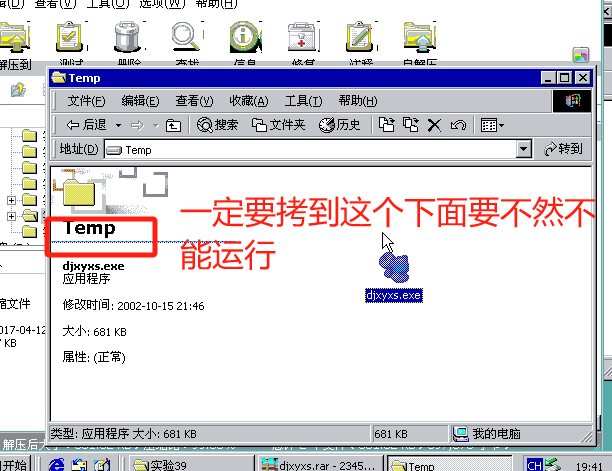 查看(V) 工具(O) 选项(W) 帮助(H)
解压到 测试 删除 查找 信息 修复 注释 自解压
Temp
文件(F) 编辑(E) 查看(V) 收藏(A) 工具(T) 帮助(H)
后退 搜索 文件夹 历史
地址(D) Temp 转到
一定要拷到这个下面要不然不
能运行
Temp
djxyxs.exe
应用程序
修改时间: 2002-10-15 21:46
大小: 681 KB
属性: (正常)
djxyxs.exe
缩文件
017-04-12
KB
类型: 应用程序 大小: 681 KB 681 KB 我的电脑
解压后大
开始 实验39 djxyxs.rar - 2345... Temp CH 19:41